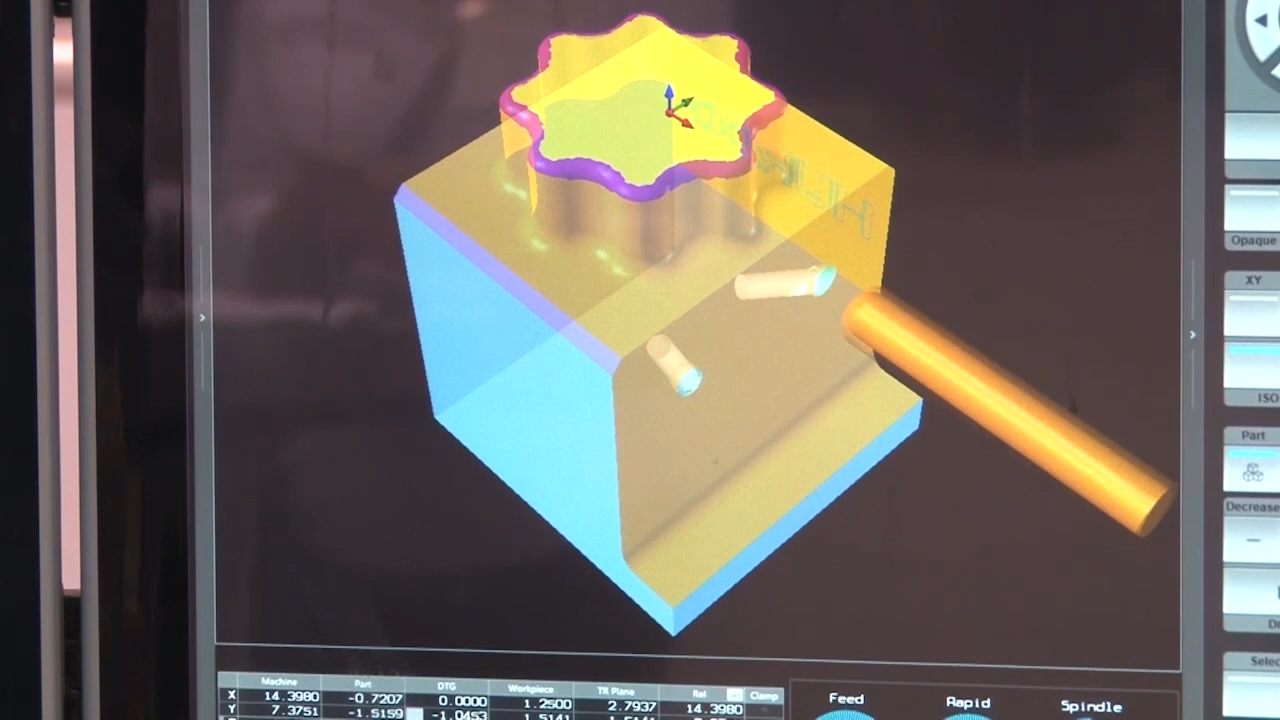 Opaque
XY
ISO
Part
Decrease
Machine Part DTG Workpiece TR Plane Rel Clamp
X 14.3980 -0.7207 0.0000 1.2500 2.7937 14.3980
Y 7.3751 -1.5159 -1.0453
Feed Rapid Spindle